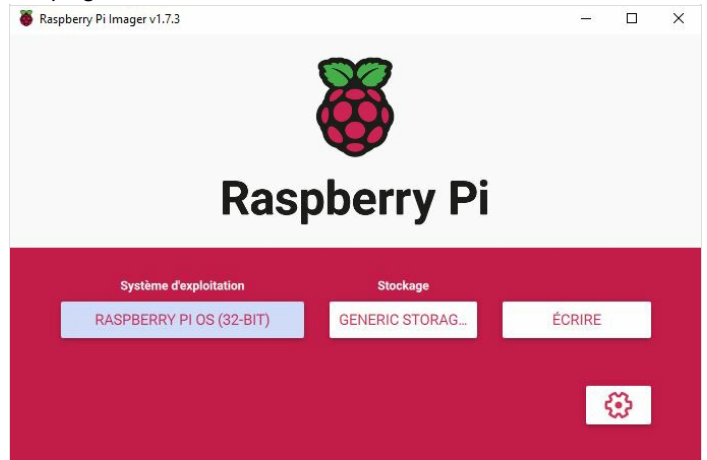 Raspberry Pi Imager v1.7.3
Raspberry Pi
Système d'exploitation
Stockage
RASPBERRY PI OS (32-BIT)
GENERIC STORAG...
ÉCRIRE